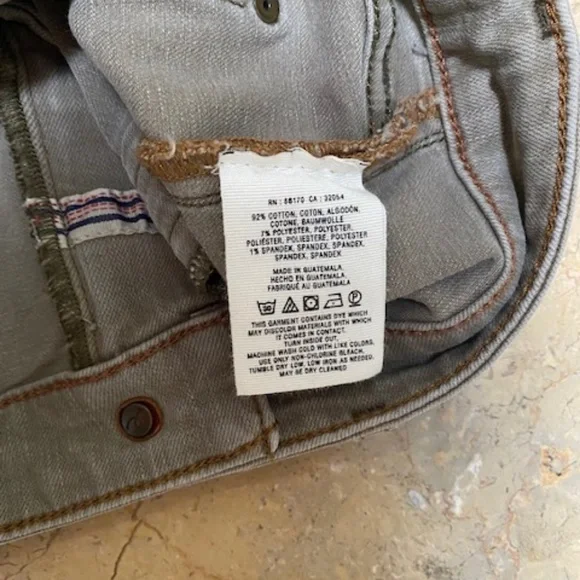 RN : 58170 CA : 32054
92% COTTON, COTON, ALGODÓN,
COTONE, BAUMWOLLE
7% POLYESTER, POLYESTER,
POLIÉSTER, POLIESTERE, POLYESTER
1% SPANDEX, SPANDEX, SPANDEX,
SPANDEX, SPANDEX
MADE IN GUATEMALA.
HECHO EN GUATEMALA.
FABRIQUÉ AU GUATEMALA
30
THIS GARMENT CONTAINS DYE WHICH
MAY DISCOLOR MATERIALS WITH WHICH
IT COMES IN CONTACT.
TURN INSIDE OUT.
MACHINE WASH COLD WITH LIKE COLORS,
USE ONLY NON-CHLORINE BLEACH,
TUMBLE DRY LOW, LOW IRON AS NEEDED.
MAY BE DRY CLEANED